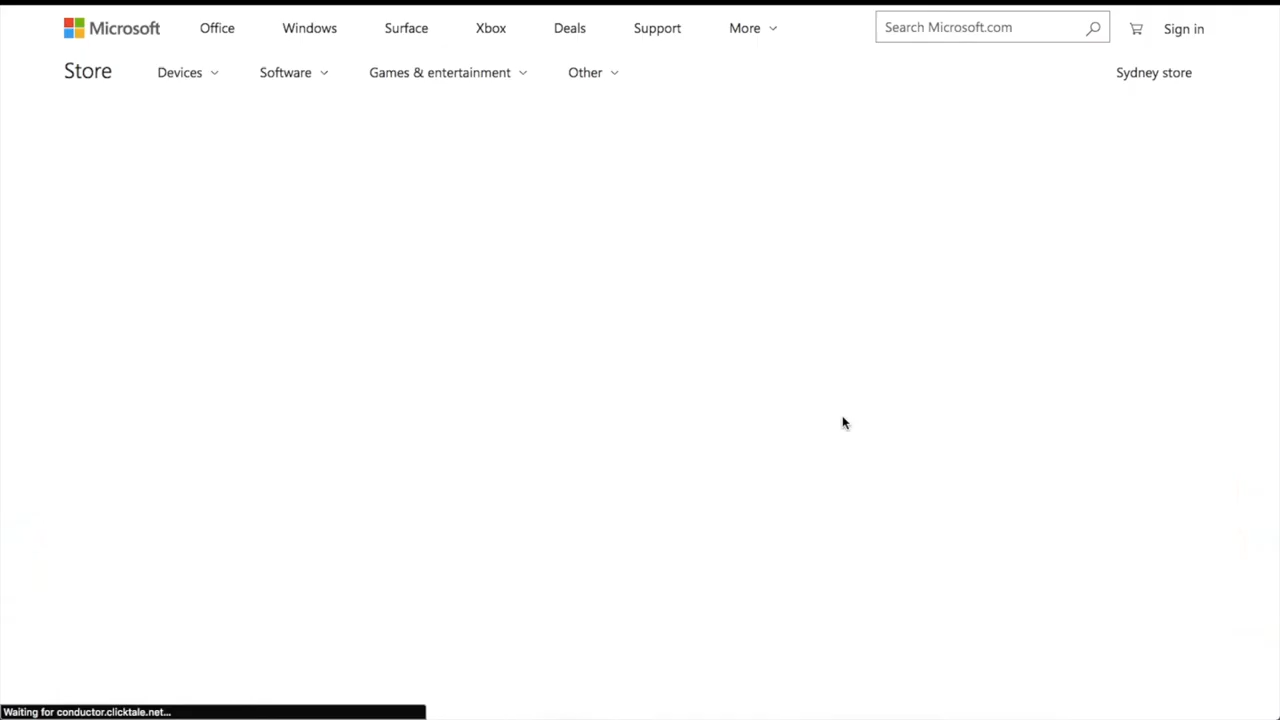 Microsoft Office Windows Surface Xbox Deals Support More Search Microsoft.com Sign in
Store Devices Software Games & entertainment Other Sydney store
Waiting for conductor.clicktale.net...